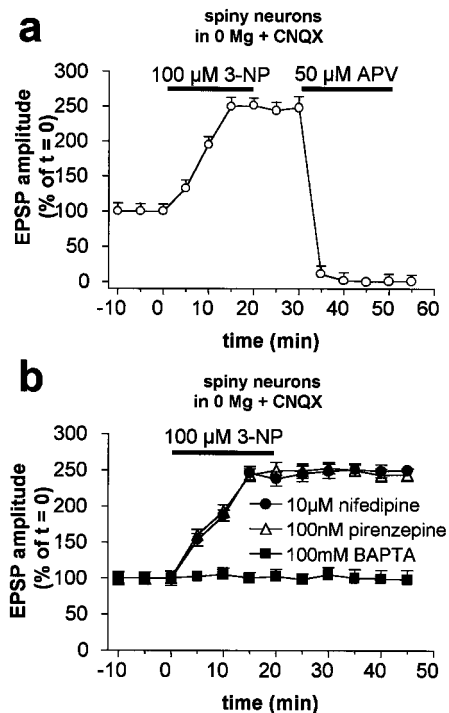 a
spiny neurons
in 0 Mg + CNQX
100 µM 3-NP
50 µM APV
EPSP amplitude
(% of t = 0)
300
250
200
150
100
50
0
-10 0 10 20 30 40 50 60
time (min)
b
spiny neurons
in 0 Mg + CNQX
100 µM 3-NP
EPSP amplitude
(% of t = 0)
300
250
200
150
100
50
0
10µM nifedipine
100nM pirenzepine
100mM BAPTA
-10 0 10 20 30 40 50
time (min)